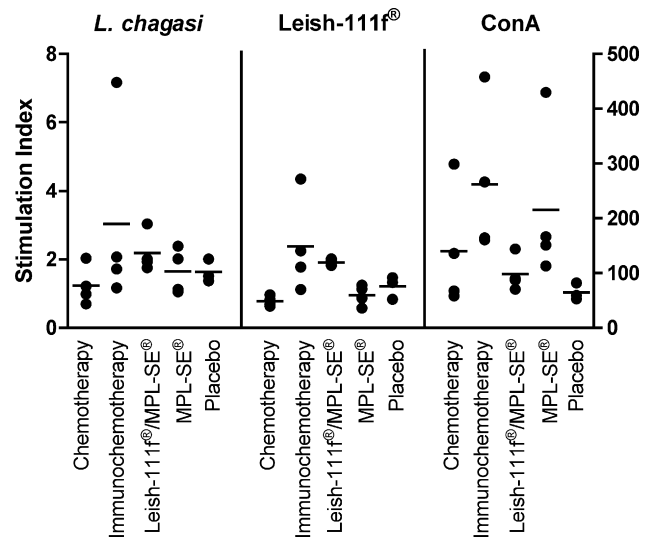 L. chagasi
Leish-111f®
ConA
Stimulation Index
8
6
4
2
0
500
400
300
200
100
0
Chemotherapy
Immunochemotherapy
Leish-111f®/MPL-SE®
MPL-SE®
Placebo
Chemotherapy
Immunochemotherapy
Leish-111f®/MPL-SE®
MPL-SE®
Placebo
Chemotherapy
Immunochemotherapy
Leish-111f®/MPL-SE®
MPL-SE®
Placebo